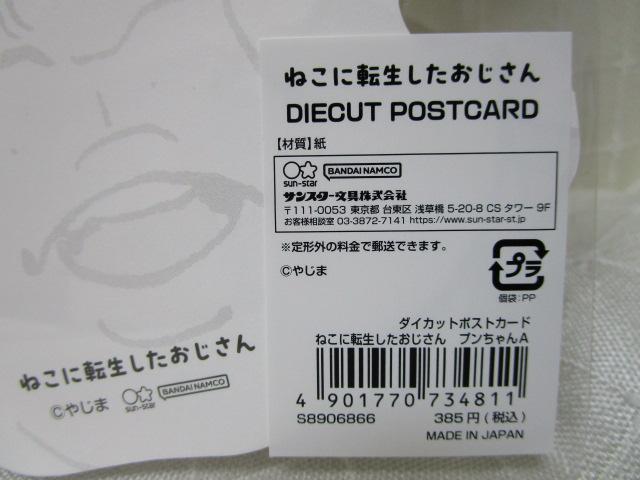 ねこに転生したおじさん
DIECUT POSTCARD
【材質】紙
sun-star BANDAI NAMCO
サンスター文具株式会社
〒111-0053 東京都 台東区 浅草橋 5-20-8 CS タワー 9F
お客様相談室 03-3872-7141 https://www.sun-star-st.jp
※定形外の料金で郵送できます。
プラ
©やじま
個袋：PP
ダイカットポストカード
ねこに転生したおじさん プンちゃんA
4 901770 734811
S8906866 385円(税込)
MADE IN JAPAN
ねこに転生したおじさん
©やじま sun-star BANDAI NAMCO